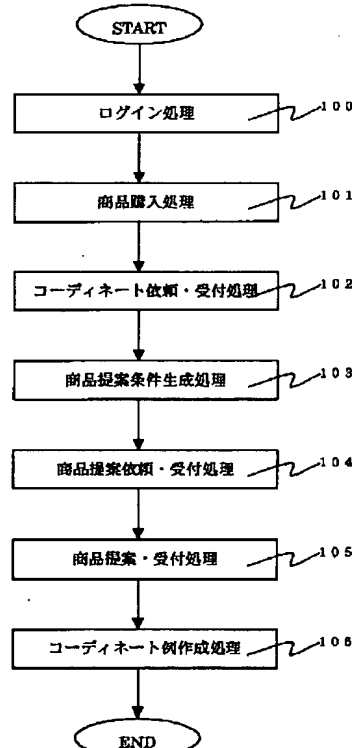 START
ログイン処理
100
商品購入処理
101
コーディネート依頼・受付処理
102
商品提案条件生成処理
103
商品提案依頼・受付処理
104
商品提案・受付処理
105
コーディネート例作成処理
106
END